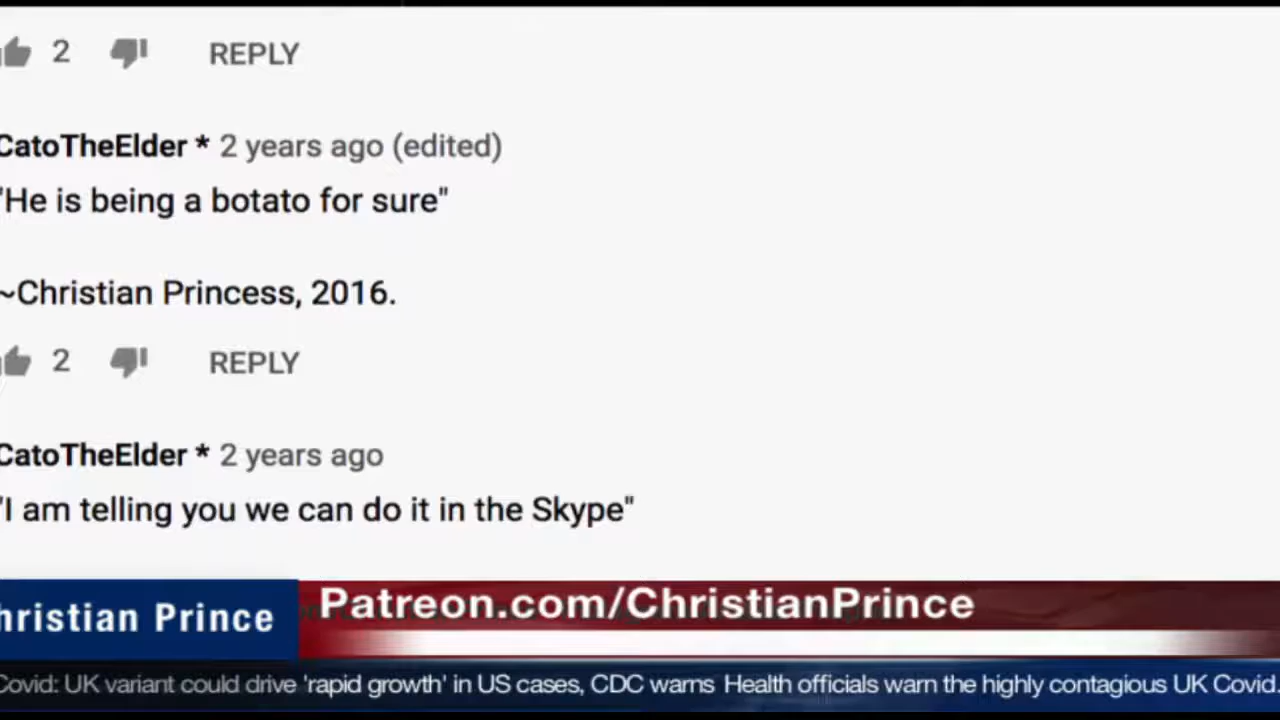 2 REPLY
CatoTheElder * 2 years ago (edited)
"He is being a botato for sure"
~Christian Princess, 2016.
2 REPLY
CatoTheElder * 2 years ago
"I am telling you we can do it in the Skype"
hristian Prince
Patreon.com/ChristianPrince
Covid: UK variant could drive 'rapid growth' in US cases, CDC warns Health officials warn the highly contagious UK Covid.